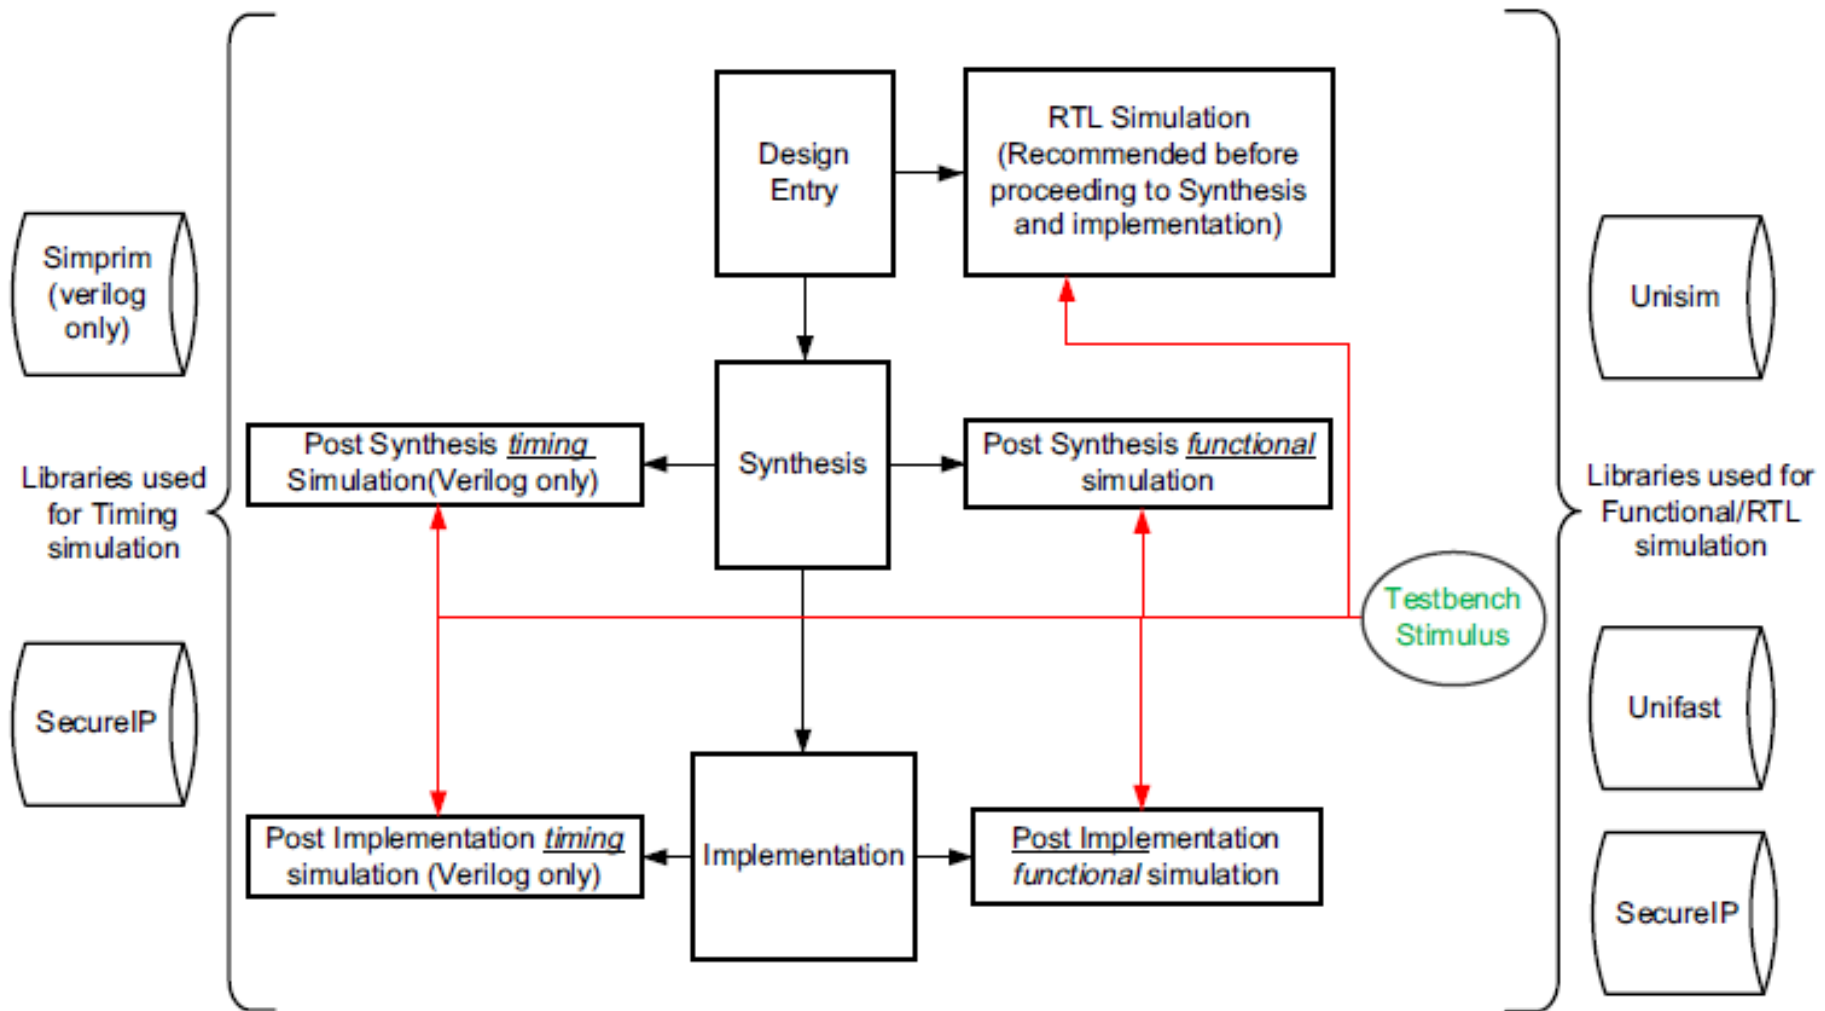 Design
Entry
RTL Simulation
(Recommended before
proceeding to Synthesis
and implementation)
Simprim
(verilog
only)
Unisim
Post Synthesis timing
Simulation(Verilog only)
Synthesis
Post Synthesis functional
simulation
Libraries used
for Timing
simulation
Libraries used for
Functional/RTL
simulation
Testbench
Stimulus
SecureIP
Unifast
Post Implementation timing
simulation (Verilog only)
Implementation
Post Implementation
functional simulation
SecureIP